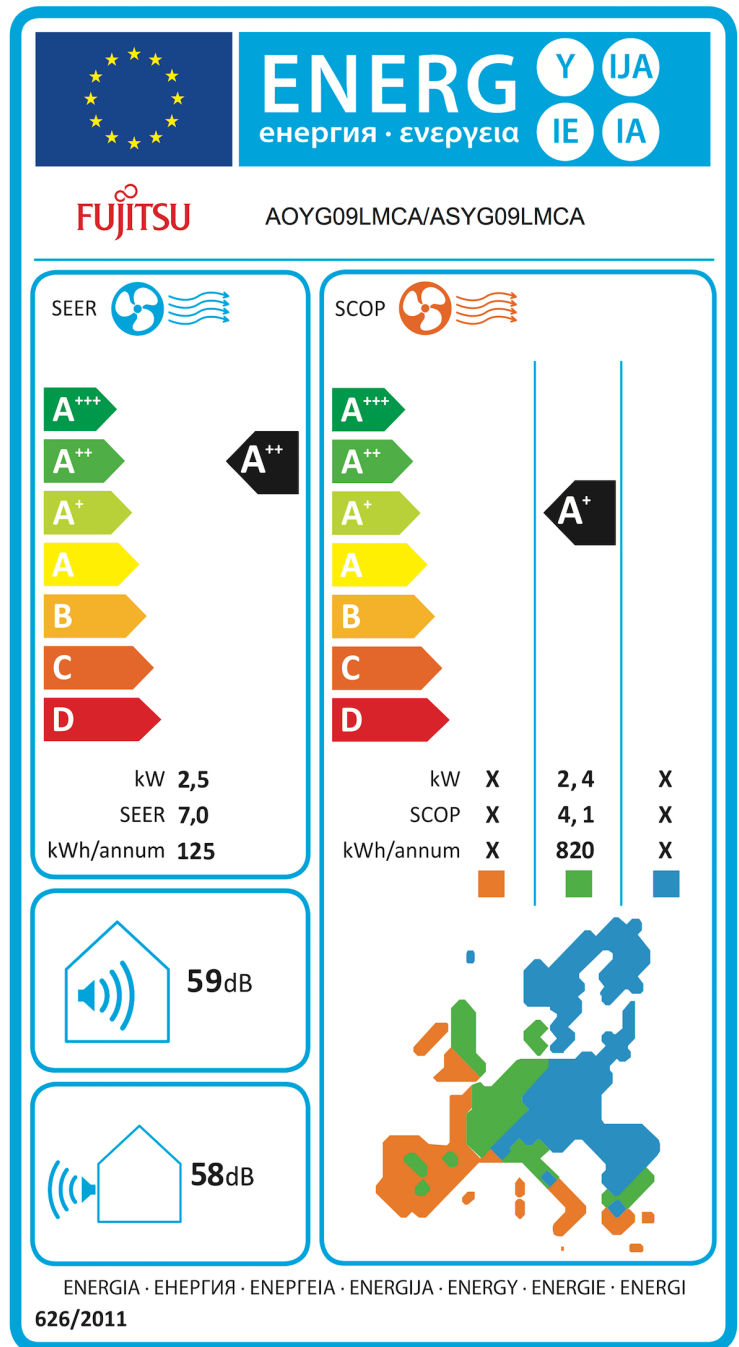 ENERG
Y IJA
енергия · ενεργεια
IE IA
FUJITSU
AOYG09LMCA/ASYG09LMCA
SEER
SCOP
A+++
A++
A+
A
B
C
D
A++
A+++
A++
A+
A
B
C
D
A+
kW 2,5
SEER 7,0
kWh/annum 125
kW X 2,4 X
SCOP X 4,1 X
kWh/annum X 820 X
59dB
58dB
ENERGIA · ЕНЕРГИЯ · ΕΝΕΡΓΕΙΑ · ENERGIJA · ENERGY · ENERGIE · ENERGI
626/2011